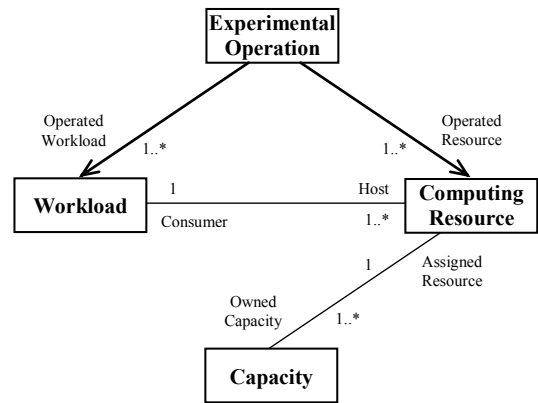 Experimental
Operation
Operated
Workload
1..*
1..*
Operated
Resource
Workload
1
Consumer
Host
1..*
Computing
Resource
1
Assigned
Resource
Owned
Capacity
1..*
Capacity